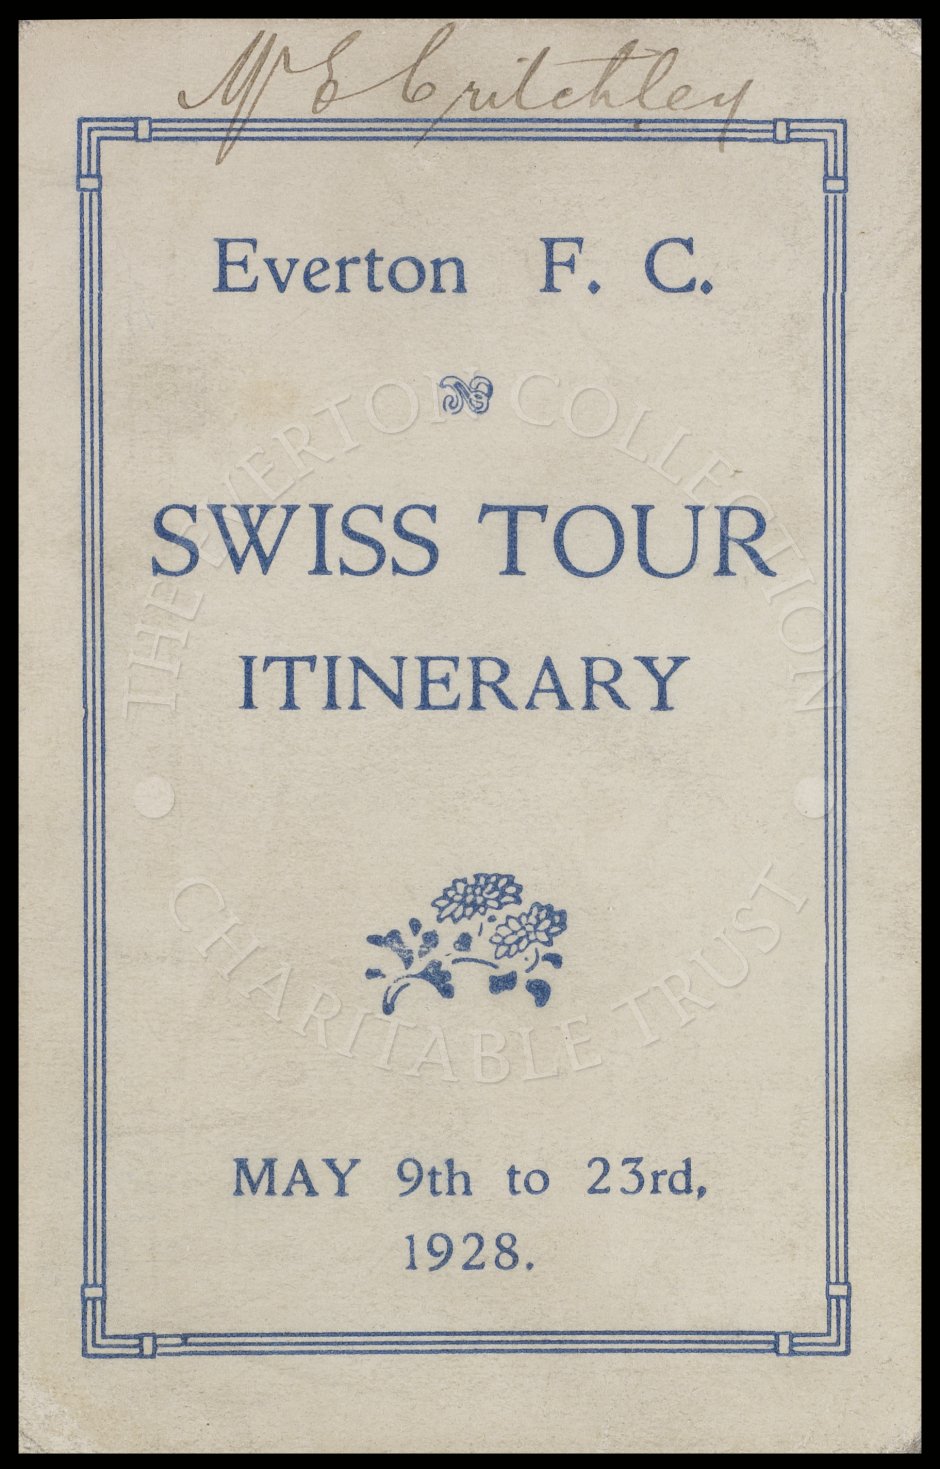 Mr E Critchley
Everton F. C.
SWISS TOUR
ITINERARY
MAY 9th to 23rd,
1928.
THE EVERTON COLLECTION
CHARITABLE TRUST